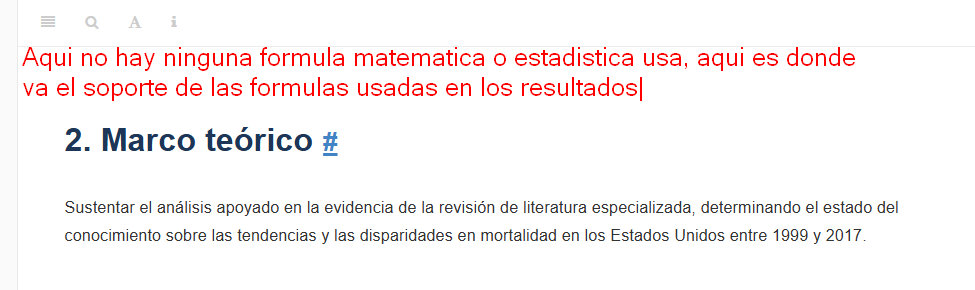 Aqui no hay ninguna formula matematica o estadistica usa, aqui es donde
va el soporte de las formulas usadas en los resultados
2. Marco teórico #
Sustentar el análisis apoyado en la evidencia de la revisión de literatura especializada, determinando el estado del
conocimiento sobre las tendencias y las disparidades en mortalidad en los Estados Unidos entre 1999 y 2017.